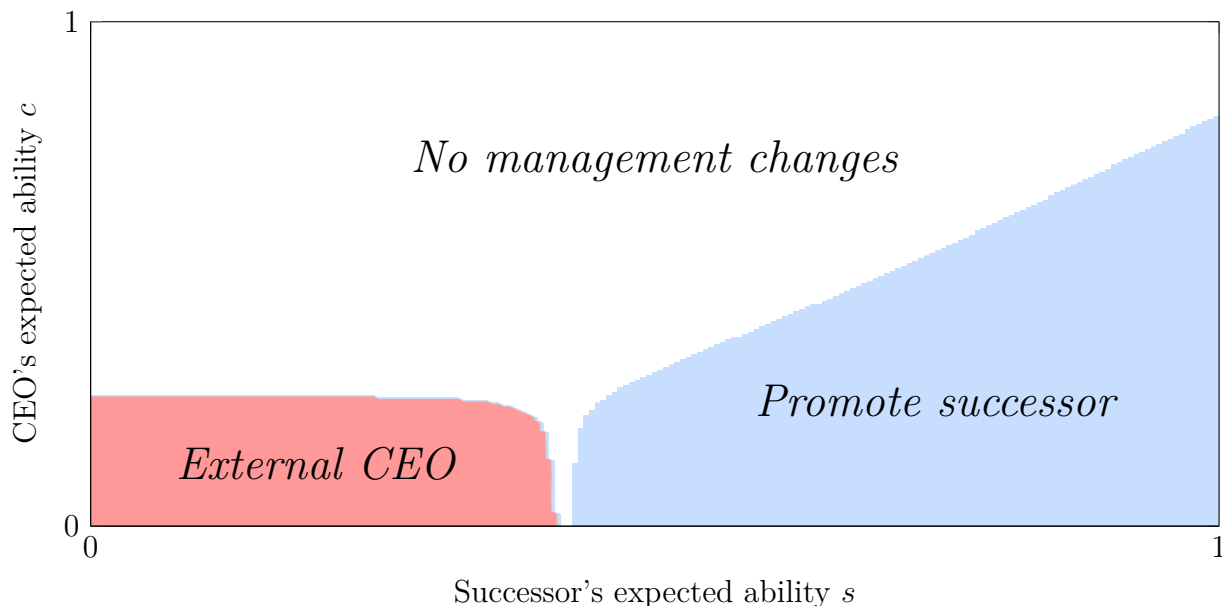 1
CEO's expected ability c
No management changes
Promote successor
External CEO
0
0
1
Successor's expected ability s